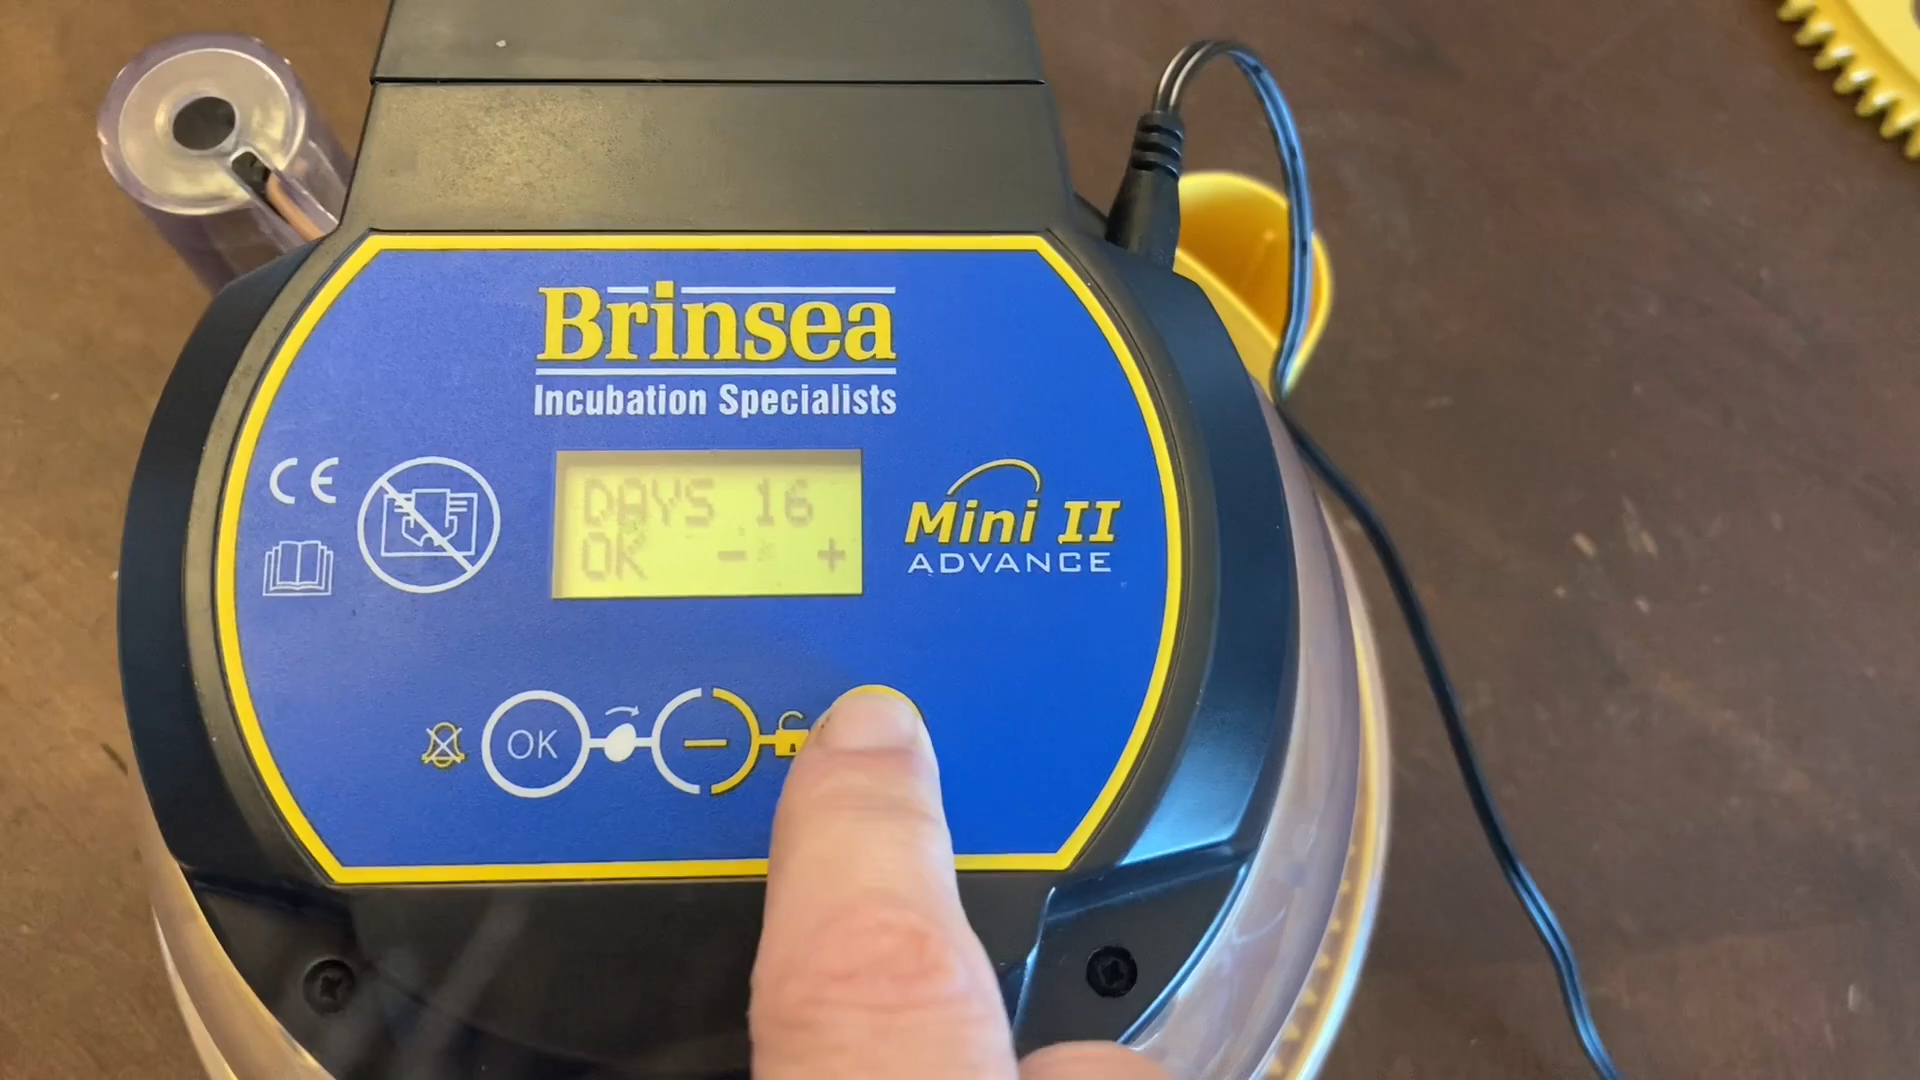 Brinsea
Incubation Specialists
CE
DAYS 16
OK - +
Mini II
ADVANCE
OK -